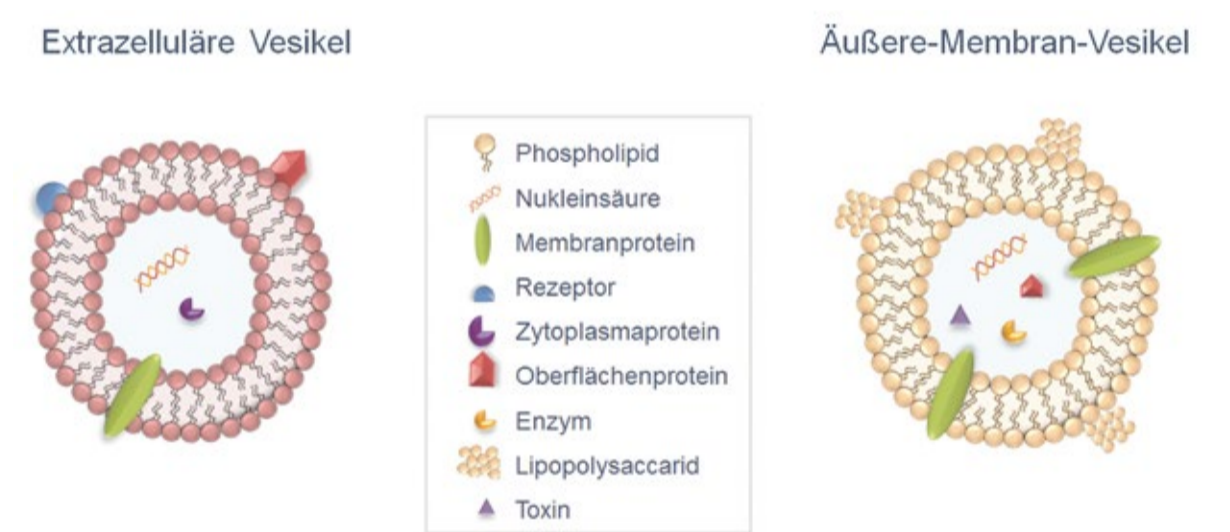 Extrazelluläre Vesikel
Äußere-Membran-Vesikel
Phospholipid
Nukleinsäure
Membranprotein
Rezeptor
Zytoplasmaprotein
Oberflächenprotein
Enzym
Lipopolysaccarid
Toxin